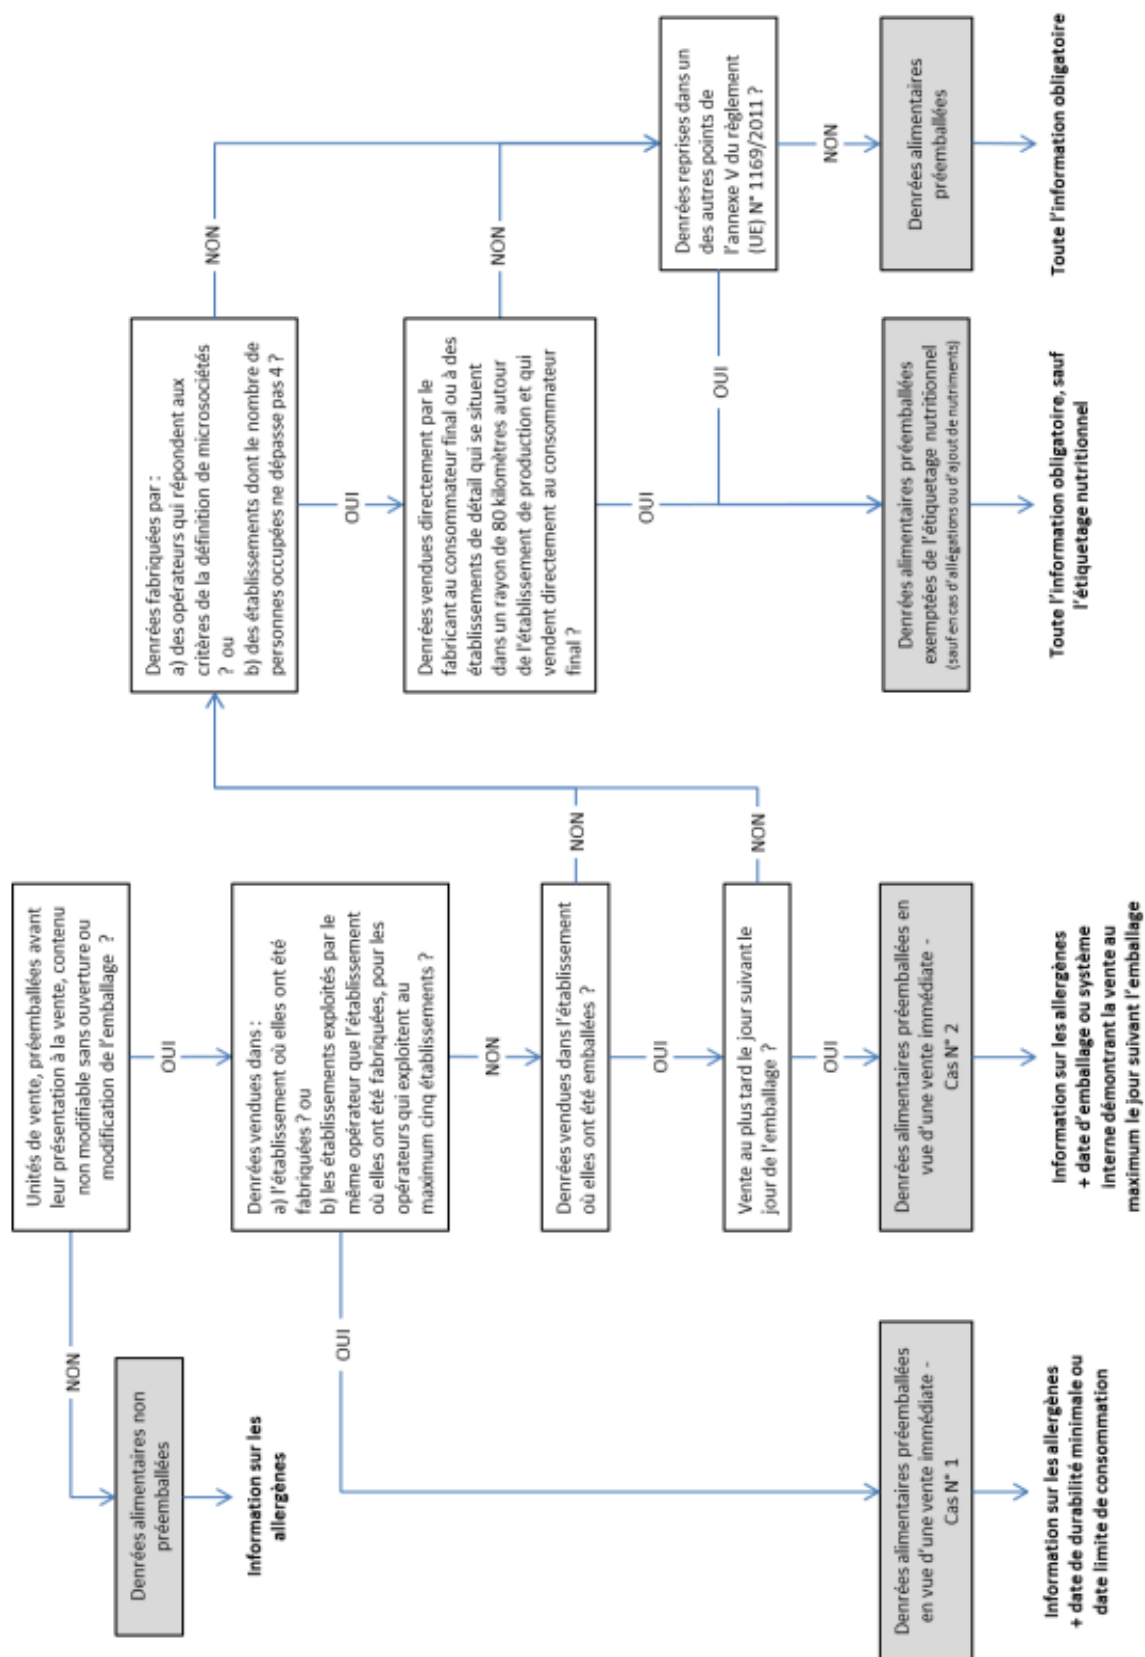 Unités de vente, préemballées avant
leur présentation à la vente, contenu
non modifiable sans ouverture ou
modification de l'emballage ?
NON
OUI
Denrées alimentaires non
préemballées
Information sur les
allergènes
Denrées vendues dans :
a) l'établissement où elles ont été
fabriquées ? ou
b) les établissements exploités par le
même opérateur que l'établissement
où elles ont été fabriquées, pour les
opérateurs qui exploitent au
maximum cinq établissements ?
OUI
NON
Denrées vendues dans l'établissement
où elles ont été emballées ?
NON
OUI
Vente au plus tard le jour suivant le
jour de l'emballage ?
NON
OUI
Denrées alimentaires préemballées
en vue d'une vente immédiate -
Cas N° 1
Information sur les allergènes
+ date de durabilité minimale ou
date limite de consommation
Denrées alimentaires préemballées en
vue d'une vente immédiate -
Cas N° 2
Information sur les allergènes
+ date d'emballage ou système
interne démontrant la vente au
maximum le jour suivant l'emballage
Denrées fabriquées par :
a) des opérateurs qui répondent aux
critères de la définition de microsociétés
? ou
b) des établissements dont le nombre de
personnes occupées ne dépasse pas 4 ?
NON
OUI
Denrées vendues directement par le
fabricant au consommateur final ou à des
établissements de détail qui se situent
dans un rayon de 80 kilomètres autour
de l'établissement de production et qui
vendent directement au consommateur
final ?
NON
OUI
Denrées reprises dans un
des autres points de
l'annexe V du règlement
(UE) N° 1169/2011 ?
OUI
NON
Denrées alimentaires préemballées
exemptées de l'étiquetage nutritionnel
(sauf en cas d'allégations ou d'ajout de nutriments)
Toute l'information obligatoire, sauf
l'étiquetage nutritionnel
Denrées alimentaires
préemballées
Toute l'information obligatoire